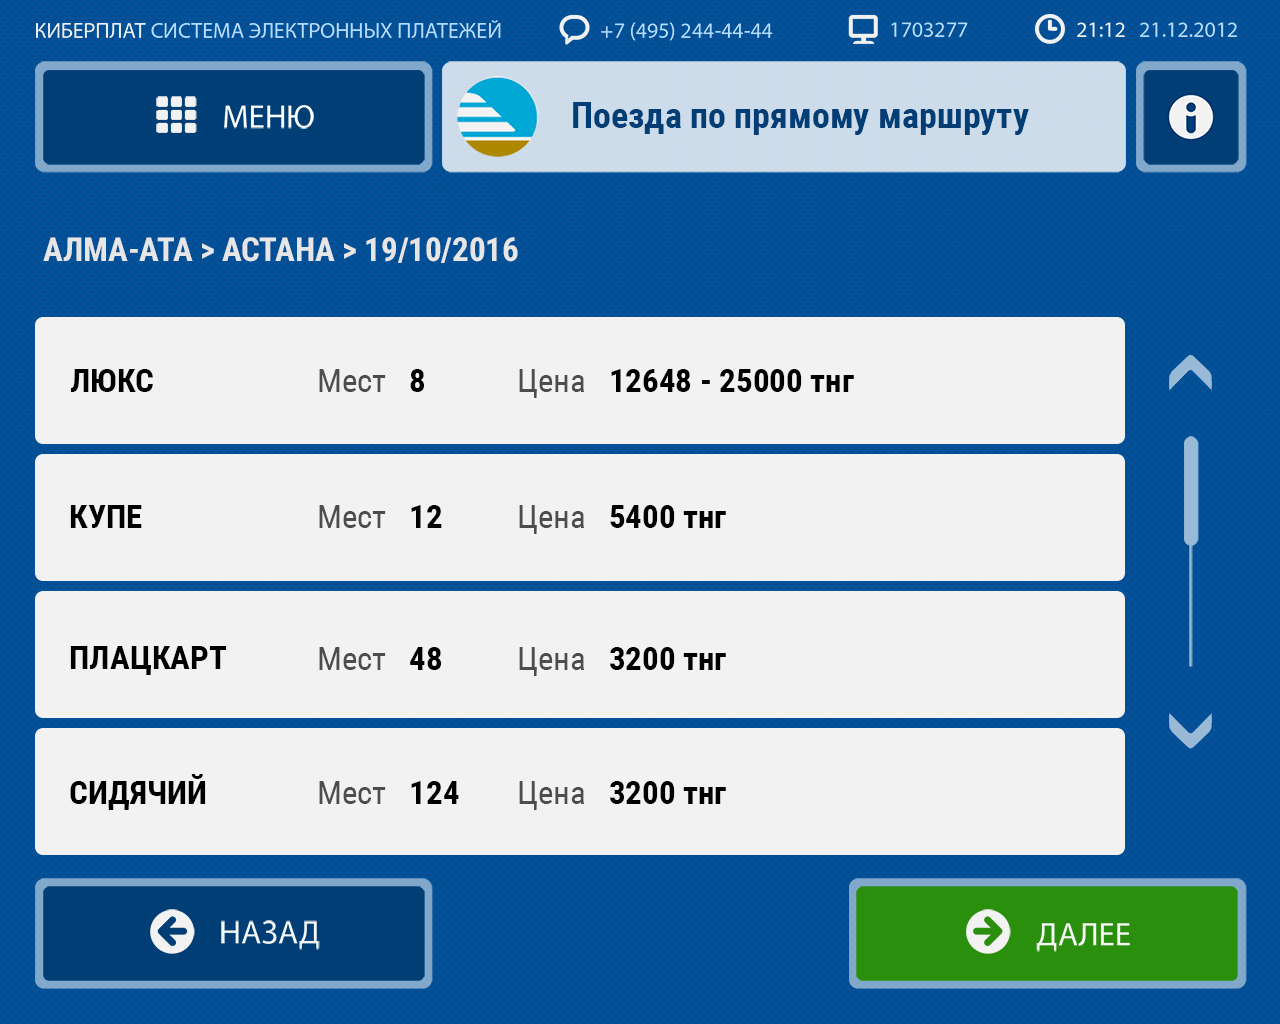 КИБЕРПЛАТ СИСТЕМА ЭЛЕКТРОННЫХ ПЛАТЕЖЕЙ +7 (495) 244-44-44 1703277 21:12 21.12.2012
МЕНЮ Поезда по прямому маршруту
АЛМА-АТА > АСТАНА > 19/10/2016
ЛЮКС Мест 8 Цена 12648 - 25000 тнг
КУПЕ Мест 12 Цена 5400 тнг
ПЛАЦКАРТ Мест 48 Цена 3200 тнг
СИДЯЧИЙ Мест 124 Цена 3200 тнг
НАЗАД ДАЛЕЕ